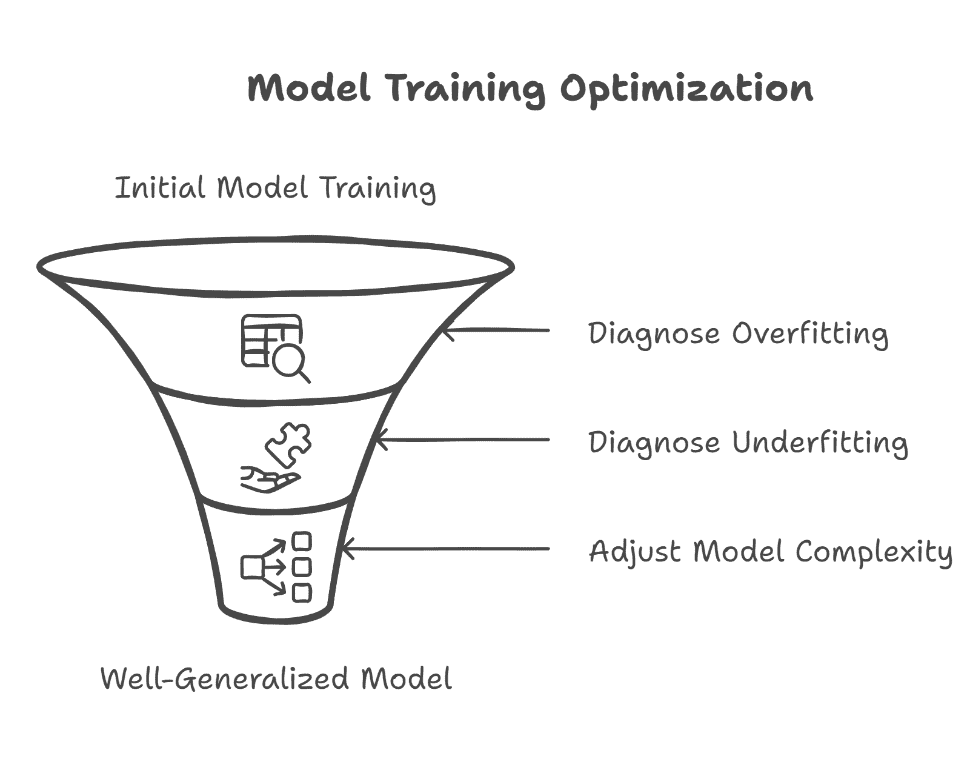 Model Training Optimization
Initial Model Training
Diagnose Overfitting
Diagnose Underfitting
Adjust Model Complexity
Well-Generalized Model